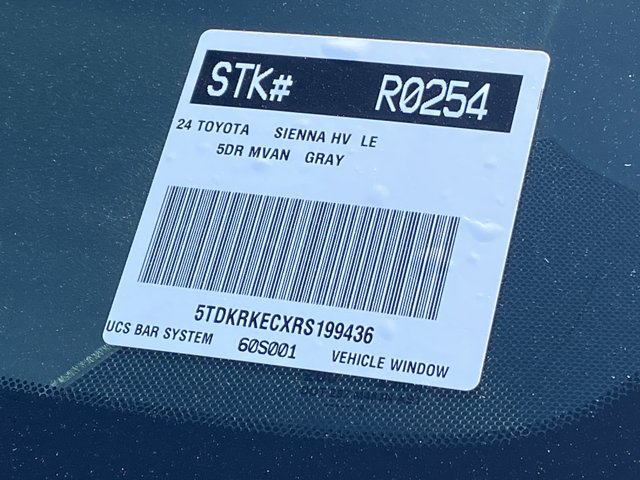 STK# R0254
24 TOYOTA SIENNA HV LE
5DR MVAN GRAY
5TDKRKECXRS199436
UCS BAR SYSTEM 60S001 VEHICLE WINDOW